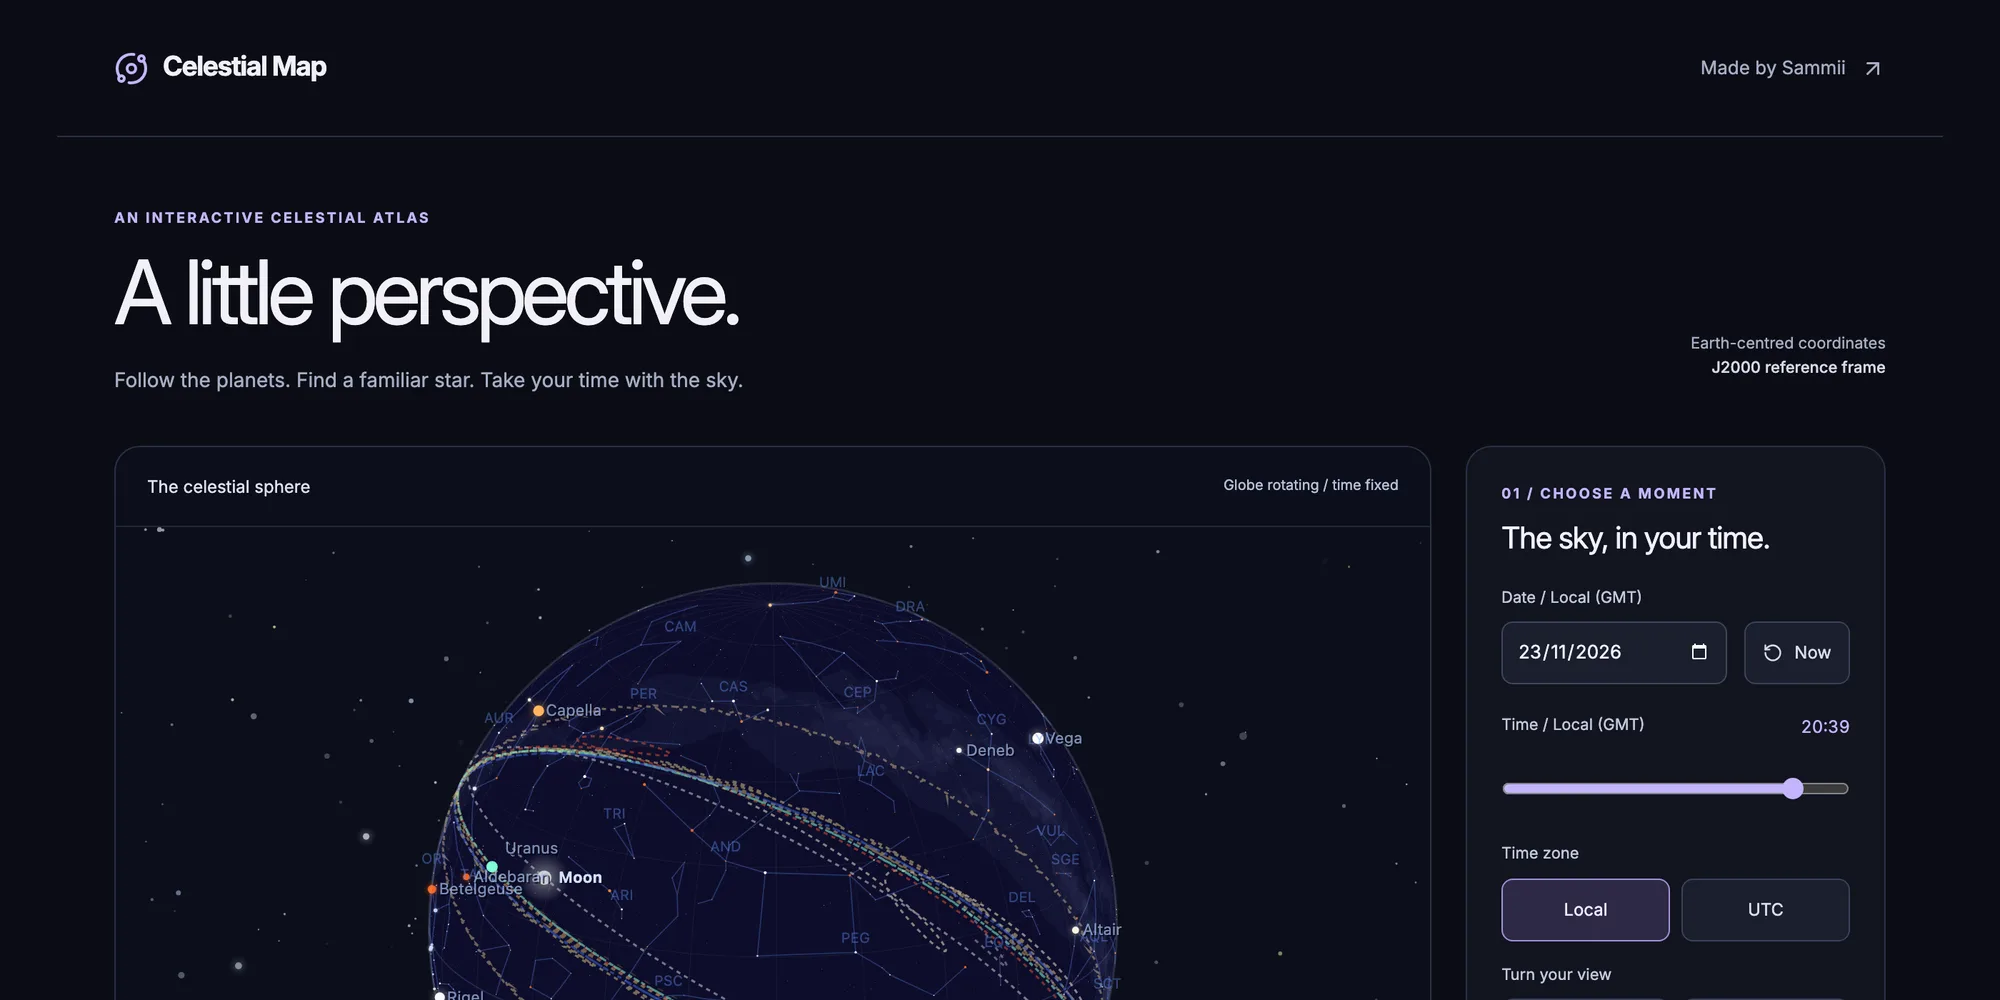 Celestial Map
Made by Sammii
AN INTERACTIVE CELESTIAL ATLAS
A little perspective.
Follow the planets. Find a familiar star. Take your time with the sky.
Earth-centred coordinates
J2000 reference frame
The celestial sphere
Globe rotating / time fixed
UMI
DRA
CAM
PER
CAS
CEP
AUR
Capella
CYG
Vega
Deneb
LAC
TRI
VUL
AND
SGE
Uranus
Aldebaran
Moon
Betelgeuse
ARI
DEL
PEG
Altair
PSC
SCT
Rigel
01 / CHOOSE A MOMENT
The sky, in your time.
Date / Local (GMT)
23/11/2026
Now
Time / Local (GMT)
20:39
Time zone
Local
UTC
Turn your view